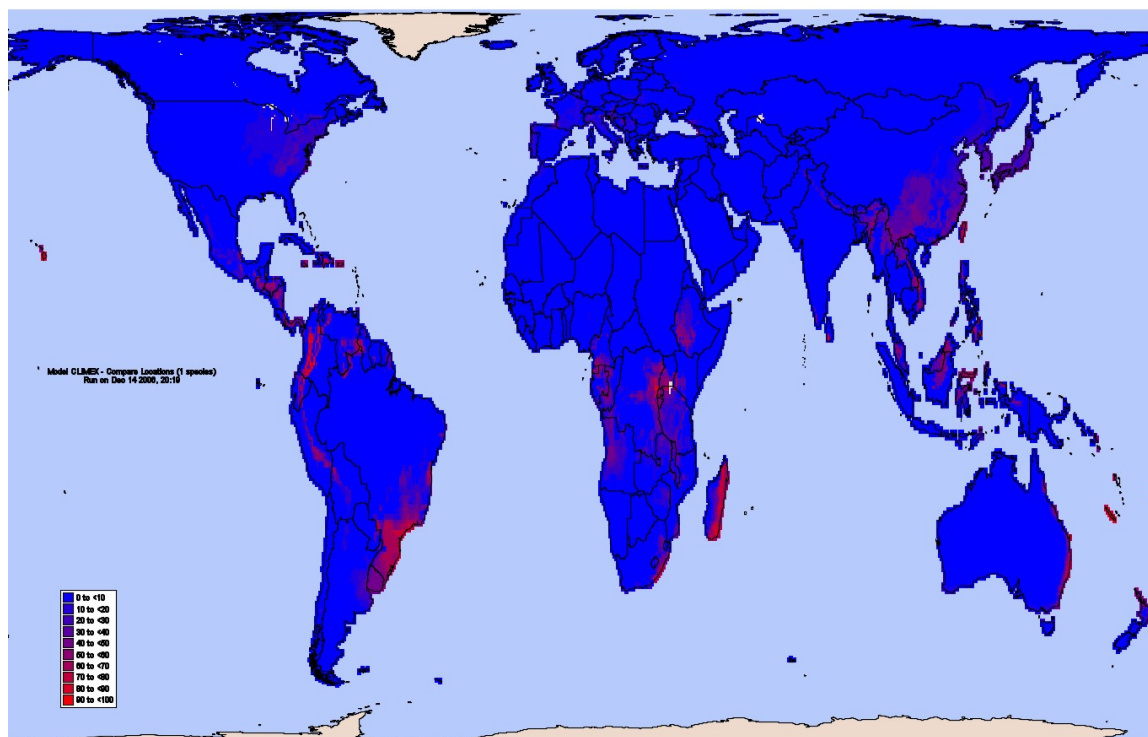 Model CLIMEX - Compare Locations (1 species)
Run on Dec 14 2006, 20:19
0 to <10
10 to <20
20 to <30
30 to <40
40 to <50
50 to <60
60 to <70
70 to <80
80 to <90
90 to <100